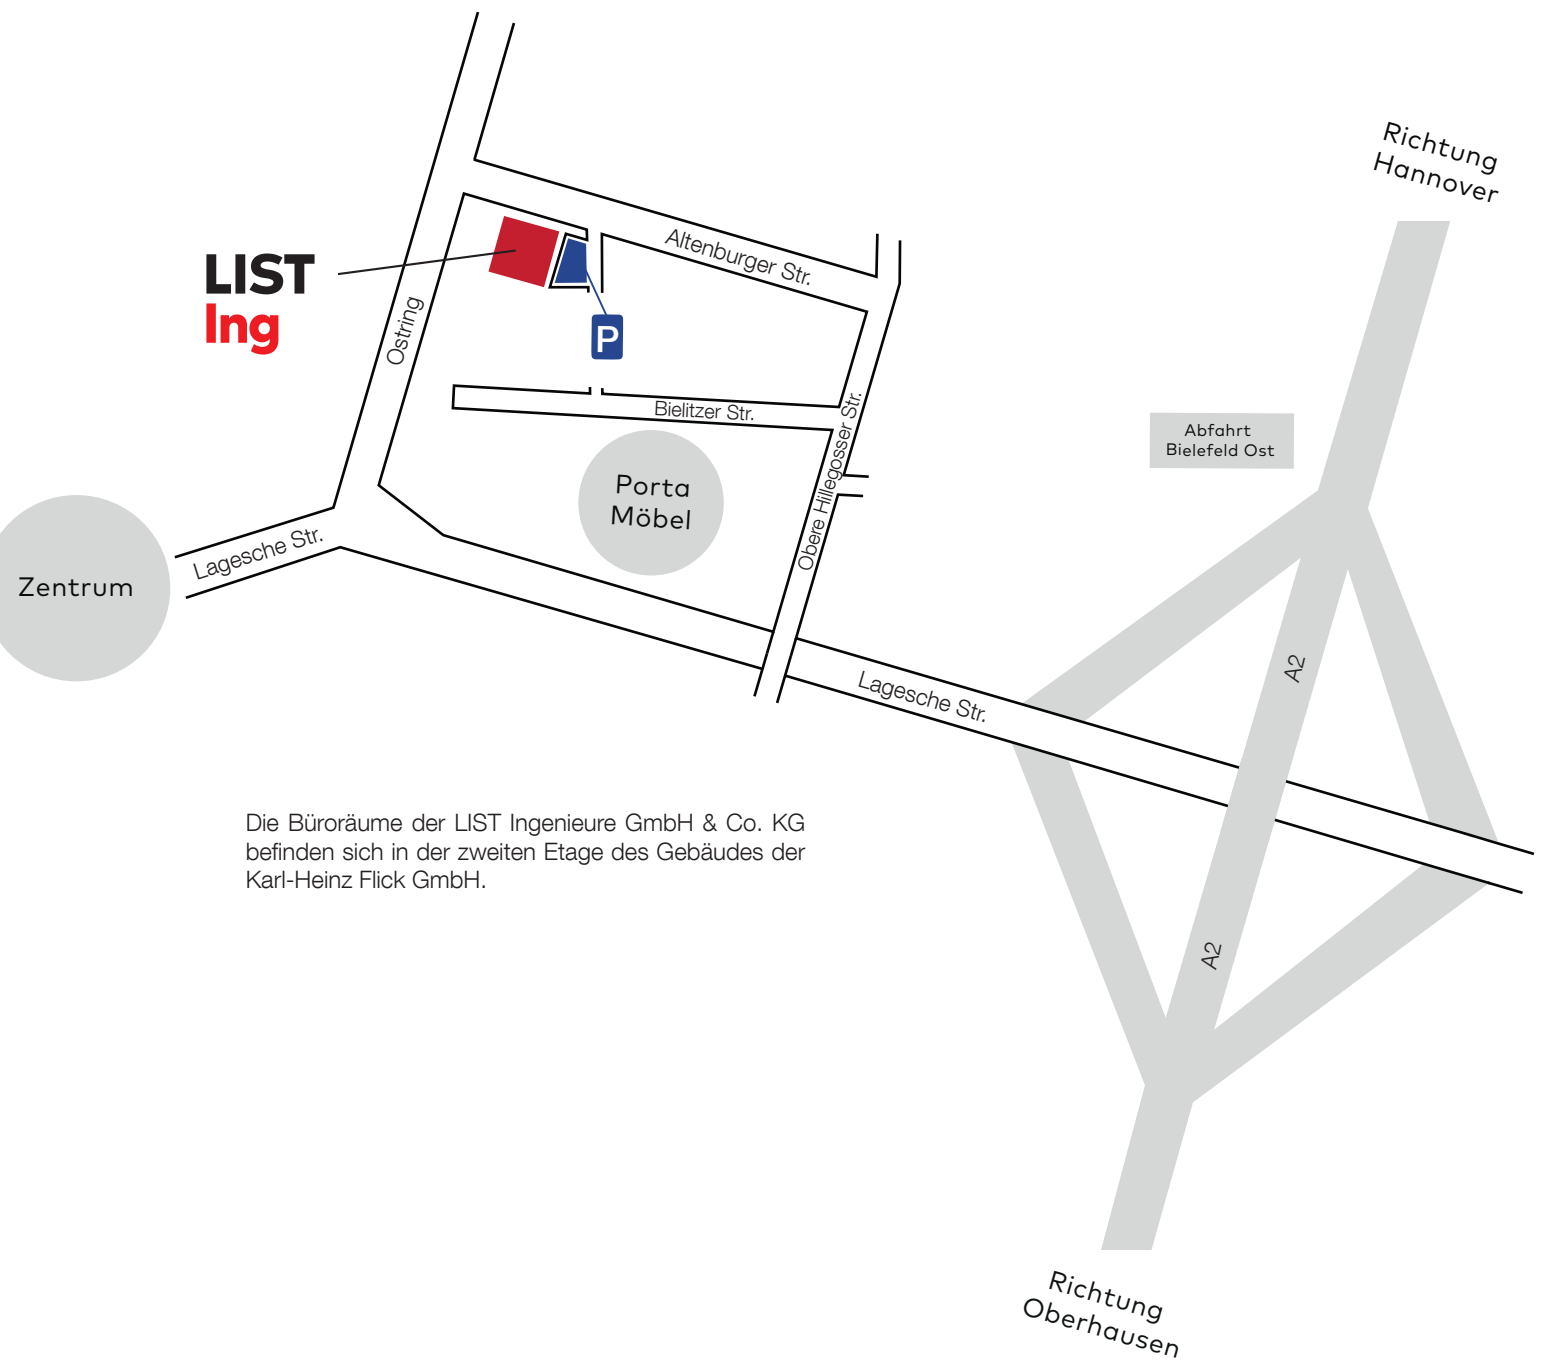 Richtung
Hannover
LIST
Ing
Altenburger Str.
Ostring
P
Bielitzer Str.
Obere Hillegosser Str.
Abfahrt
Bielefeld Ost
Porta
Möbel
Lagesche Str.
Zentrum
A2
Lagesche Str.
Die Büroräume der LIST Ingenieure GmbH & Co. KG
befinden sich in der zweiten Etage des Gebäudes der
Karl-Heinz Flick GmbH.
A2
Richtung
Oberhausen